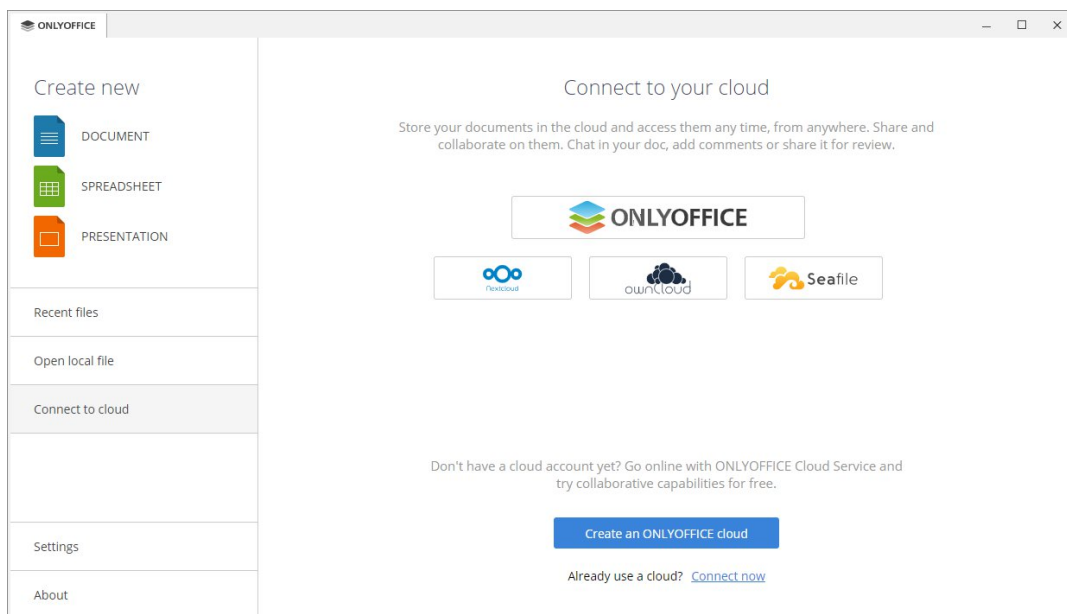 ONLYOFFICE
Create new
DOCUMENT
SPREADSHEET
PRESENTATION
Recent files
Open local file
Connect to cloud
Settings
About
Connect to your cloud
Store your documents in the cloud and access them any time, from anywhere. Share and
collaborate on them. Chat in your doc, add comments or share it for review.
ONLYOFFICE
Nextcloud
ownCloud
Seafile
Don't have a cloud account yet? Go online with ONLYOFFICE Cloud Service and
try collaborative capabilities for free.
Create an ONLYOFFICE cloud
Already use a cloud? Connect now